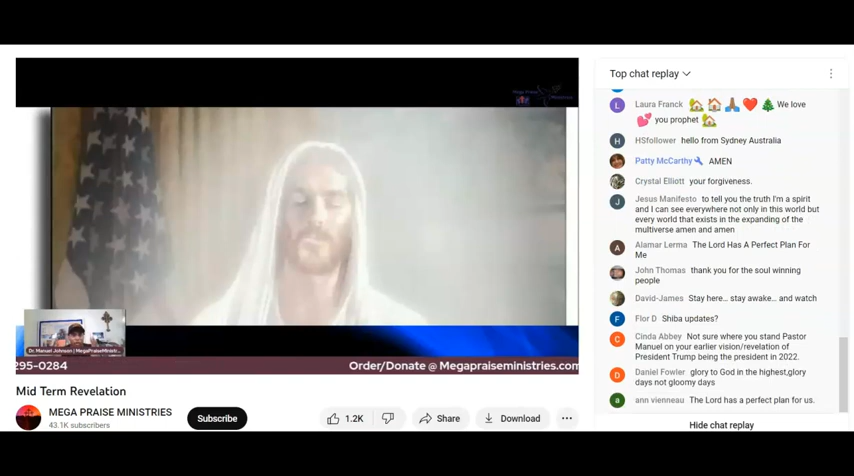 Mega Praise
Ministries
Dr. Manuel Johnson | MegaPraiseMinistri...
295-0284
Order/Donate @ Megapraiseministries.com
Mid Term Revelation
MEGA PRAISE MINISTRIES
43.1K subscribers
Subscribe
1.2K
Share
Download
Top chat replay
L
Laura Franck We love
you prophet
H
HSfollower hello from Sydney Australia
Patty McCarthy AMEN
Crystal Elliott your forgiveness.
J
Jesus Manifesto to tell you the truth I'm a spirit
and I can see everywhere not only in this world but
every world that exists in the expanding of the
multiverse amen and amen
A
Alamar Lerma The Lord Has A Perfect Plan For
Me
John Thomas thank you for the soul winning
people
David-James Stay here... stay awake... and watch
F
Flor D Shiba updates?
C
Cinda Abbey Not sure where you stand Pastor
Manuel on your earlier vision/revelation of
President Trump being the president in 2022.
D
Daniel Fowler glory to God in the highest,glory
days not gloomy days
a
ann vienneau The Lord has a perfect plan for us.
Hide chat replay